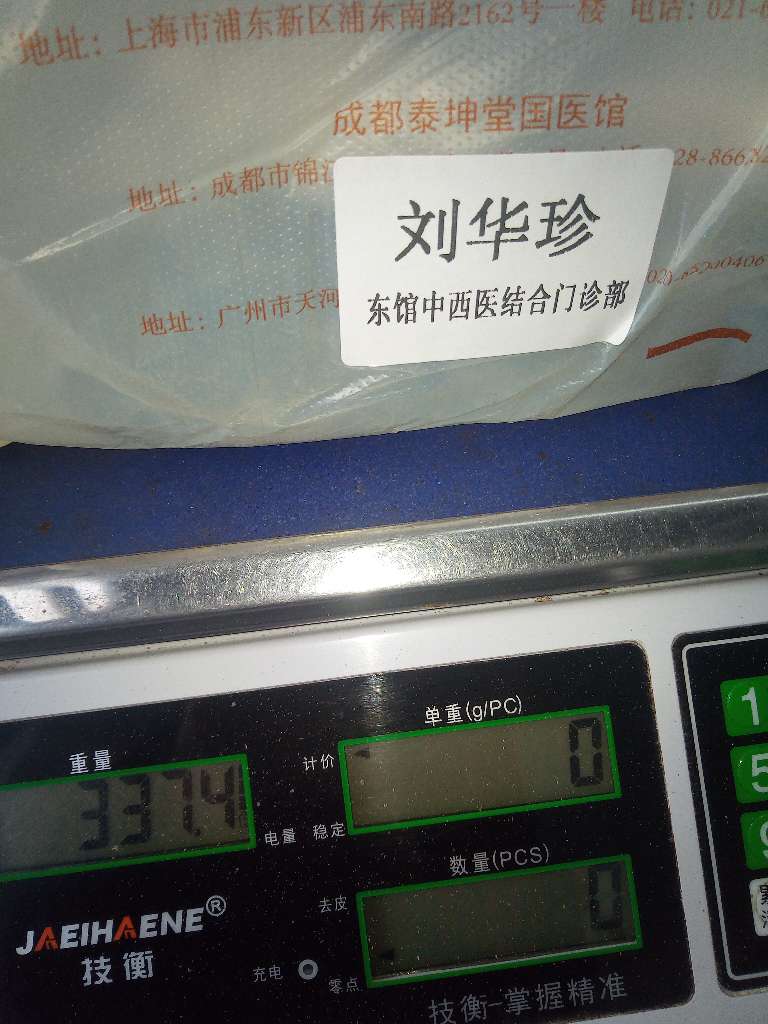 地址：上海市浦东新区浦东南路2162号一楼 电话：021-6
成都泰坤堂国医馆
地址：成都市锦江
28-8668
刘华珍
东馆中西医结合门诊部
地址：广州市天河
重量
337.4
单重(g/PC)
计价
0
电量 稳定
数量(PCS)
去皮
0
JAEIHAENE®
技衡
充电
零点
技衡-掌握精准
1
5
9